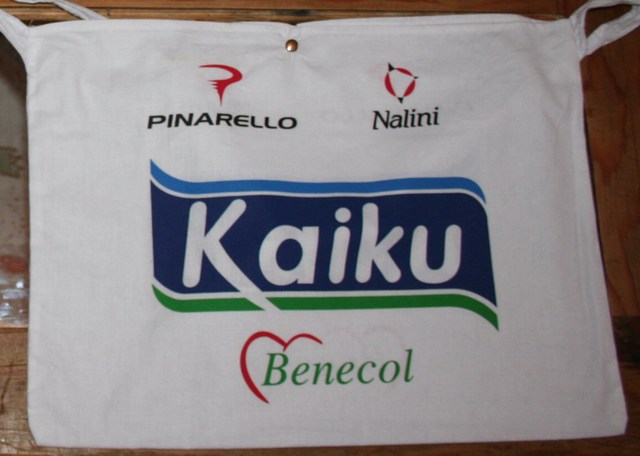 PINARELLO
Nalini
Kaiku
Benecol